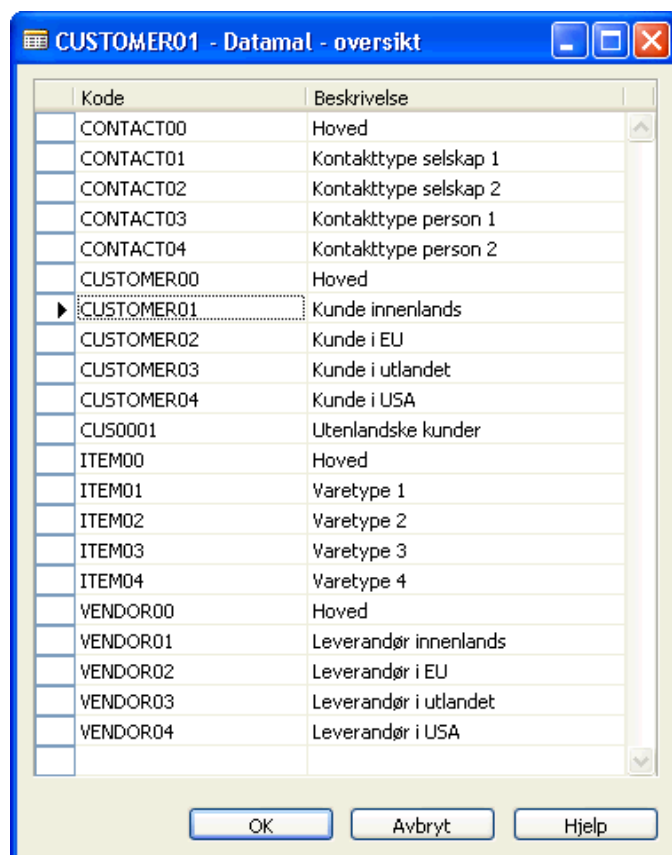 CUSTOMER01 - Datamal - oversikt
Kode Beskrivelse
CONTACT00 Hoved
CONTACT01 Kontakttype selskap 1
CONTACT02 Kontakttype selskap 2
CONTACT03 Kontakttype person 1
CONTACT04 Kontakttype person 2
CUSTOMER00 Hoved
CUSTOMER01 Kunde innenlands
CUSTOMER02 Kunde i EU
CUSTOMER03 Kunde i utlandet
CUSTOMER04 Kunde i USA
CUS0001 Utenlandske kunder
ITEM00 Hoved
ITEM01 Varetype 1
ITEM02 Varetype 2
ITEM03 Varetype 3
ITEM04 Varetype 4
VENDOR00 Hoved
VENDOR01 Leverandør innenlands
VENDOR02 Leverandør i EU
VENDOR03 Leverandør i utlandet
VENDOR04 Leverandør i USA
OK Avbryt Hjelp